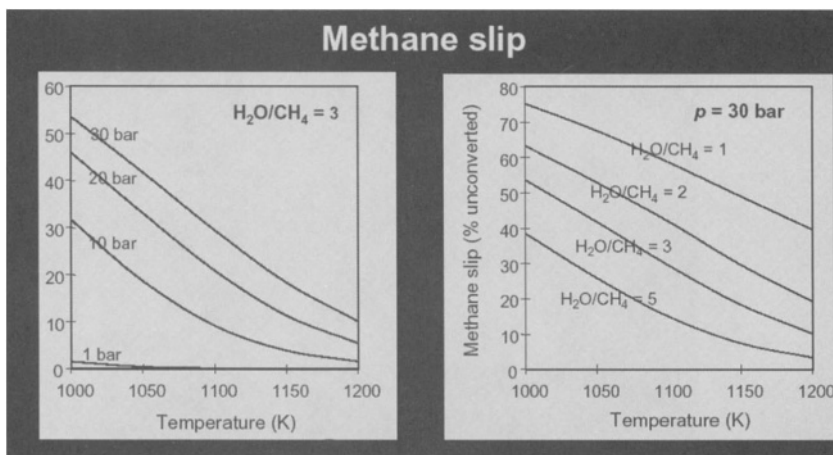 Methane slip
60
50
40
30
20
10
0
H₂O/CH₄ = 3
30 bar
20 bar
10 bar
1 bar
1000 1050 1100 1150 1200
Temperature (K)
Methane slip (% unconverted)
80
70
60
50
40
30
20
10
0
p = 30 bar
H₂O/CH₄ = 1
H₂O/CH₄ = 2
H₂O/CH₄ = 3
H₂O/CH₄ = 5
1000 1050 1100 1150 1200
Temperature (K)